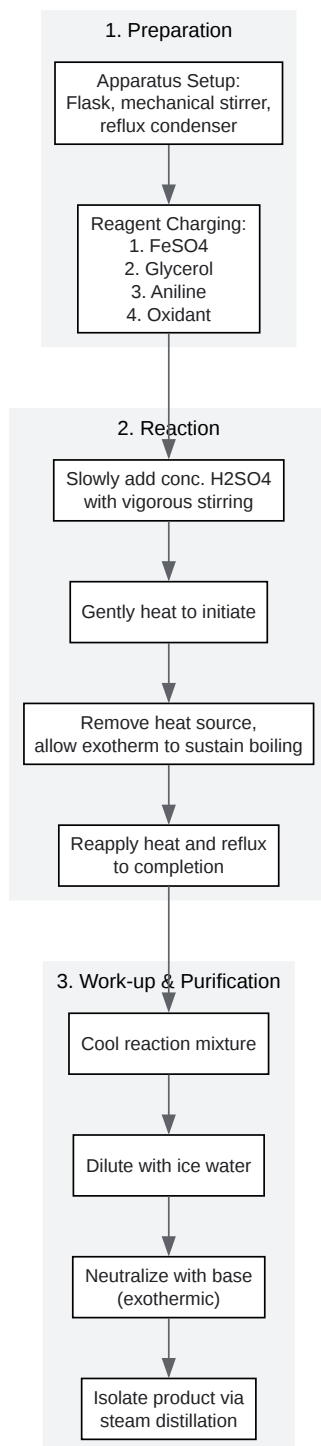 1. Preparation
Apparatus Setup:
Flask, mechanical stirrer,
reflux condenser
Reagent Charging:
1. FeSO4
2. Glycerol
3. Aniline
4. Oxidant
2. Reaction
Slowly add conc. H2SO4
with vigorous stirring
Gently heat to initiate
Remove heat source,
allow exotherm to sustain boiling
Reapply heat and reflux
to completion
3. Work-up & Purification
Cool reaction mixture
Dilute with ice water
Neutralize with base
(exothermic)
Isolate product via
steam distillation